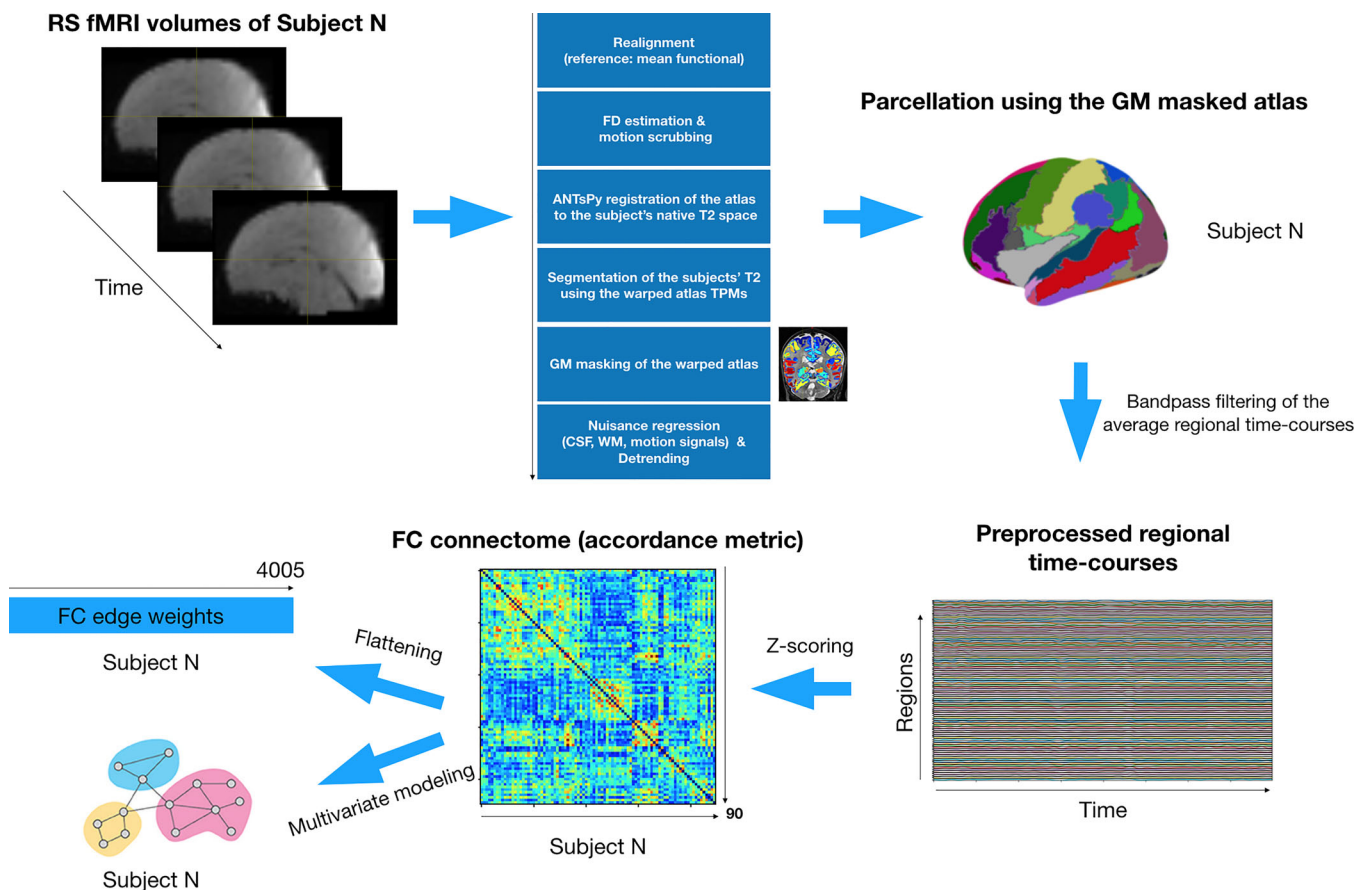 RS fMRI volumes of Subject N
Time
Realignment
(reference: mean functional)
FD estimation &
motion scrubbing
ANTsPy registration of the atlas
to the subject's native T2 space
Segmentation of the subjects' T2
using the warped atlas TPMs
GM masking of the warped atlas
Nuisance regression
(CSF, WM, motion signals) &
Detrending
Parcellation using the GM masked atlas
Subject N
Bandpass filtering of the
average regional time-courses
Preprocessed regional
time-courses
Regions
Time
Z-scoring
FC connectome (accordance metric)
90
Subject N
Flattening
Multivariate modeling
4005
FC edge weights
Subject N
Subject N